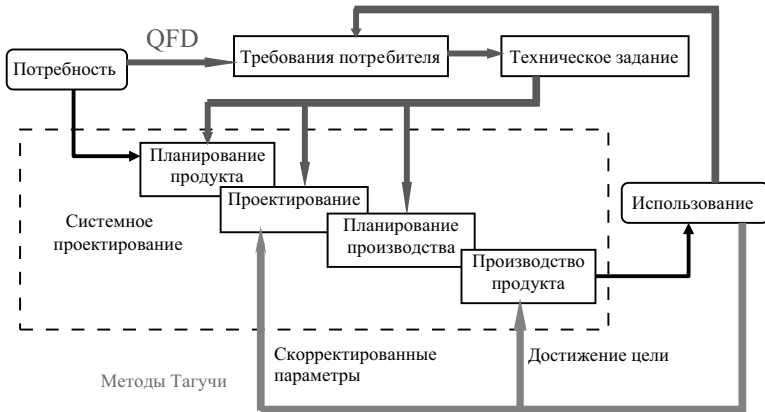 QFD
Потребность
Требования потребителя
Техническое задание
Планирование
продукта
Проектирование
Использование
Системное
проектирование
Планирование
производства
Производство
продукта
Скорректированные
параметры
Достижение цели
Методы Тагучи